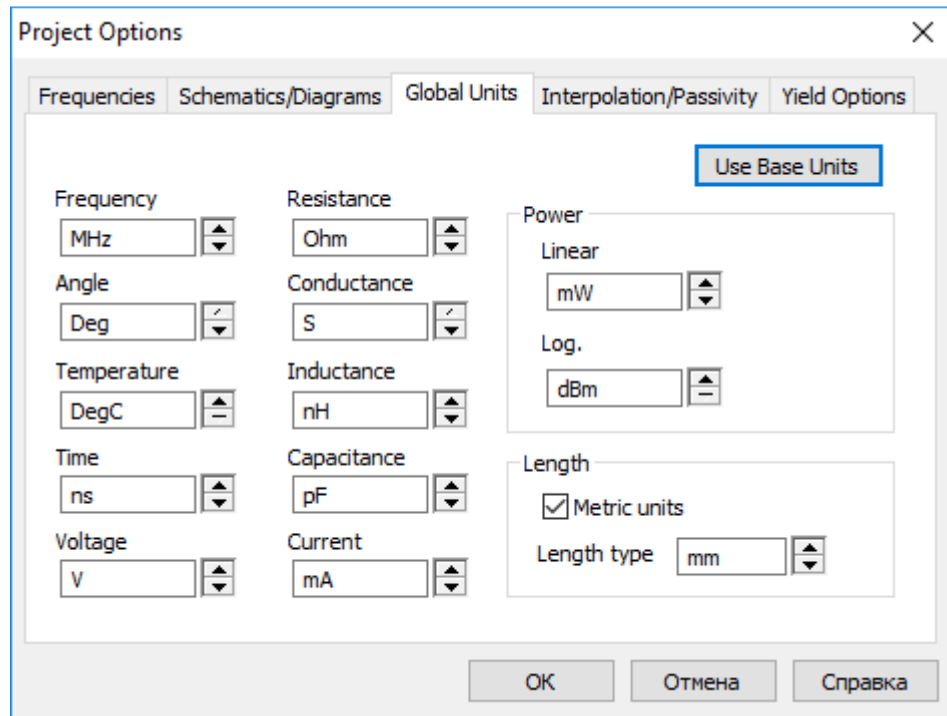 Project Options
Frequencies Schematics/Diagrams Global Units Interpolation/Passivity Yield Options
Use Base Units
Frequency Resistance
MHz Ohm
Angle Conductance
Deg S
Temperature Inductance
DegC nH
Time Capacitance
ns pF
Voltage Current
V mA
Power
Linear
mW
Log.
dBm
Length
Metric units
Length type mm
OK Отмена Справка